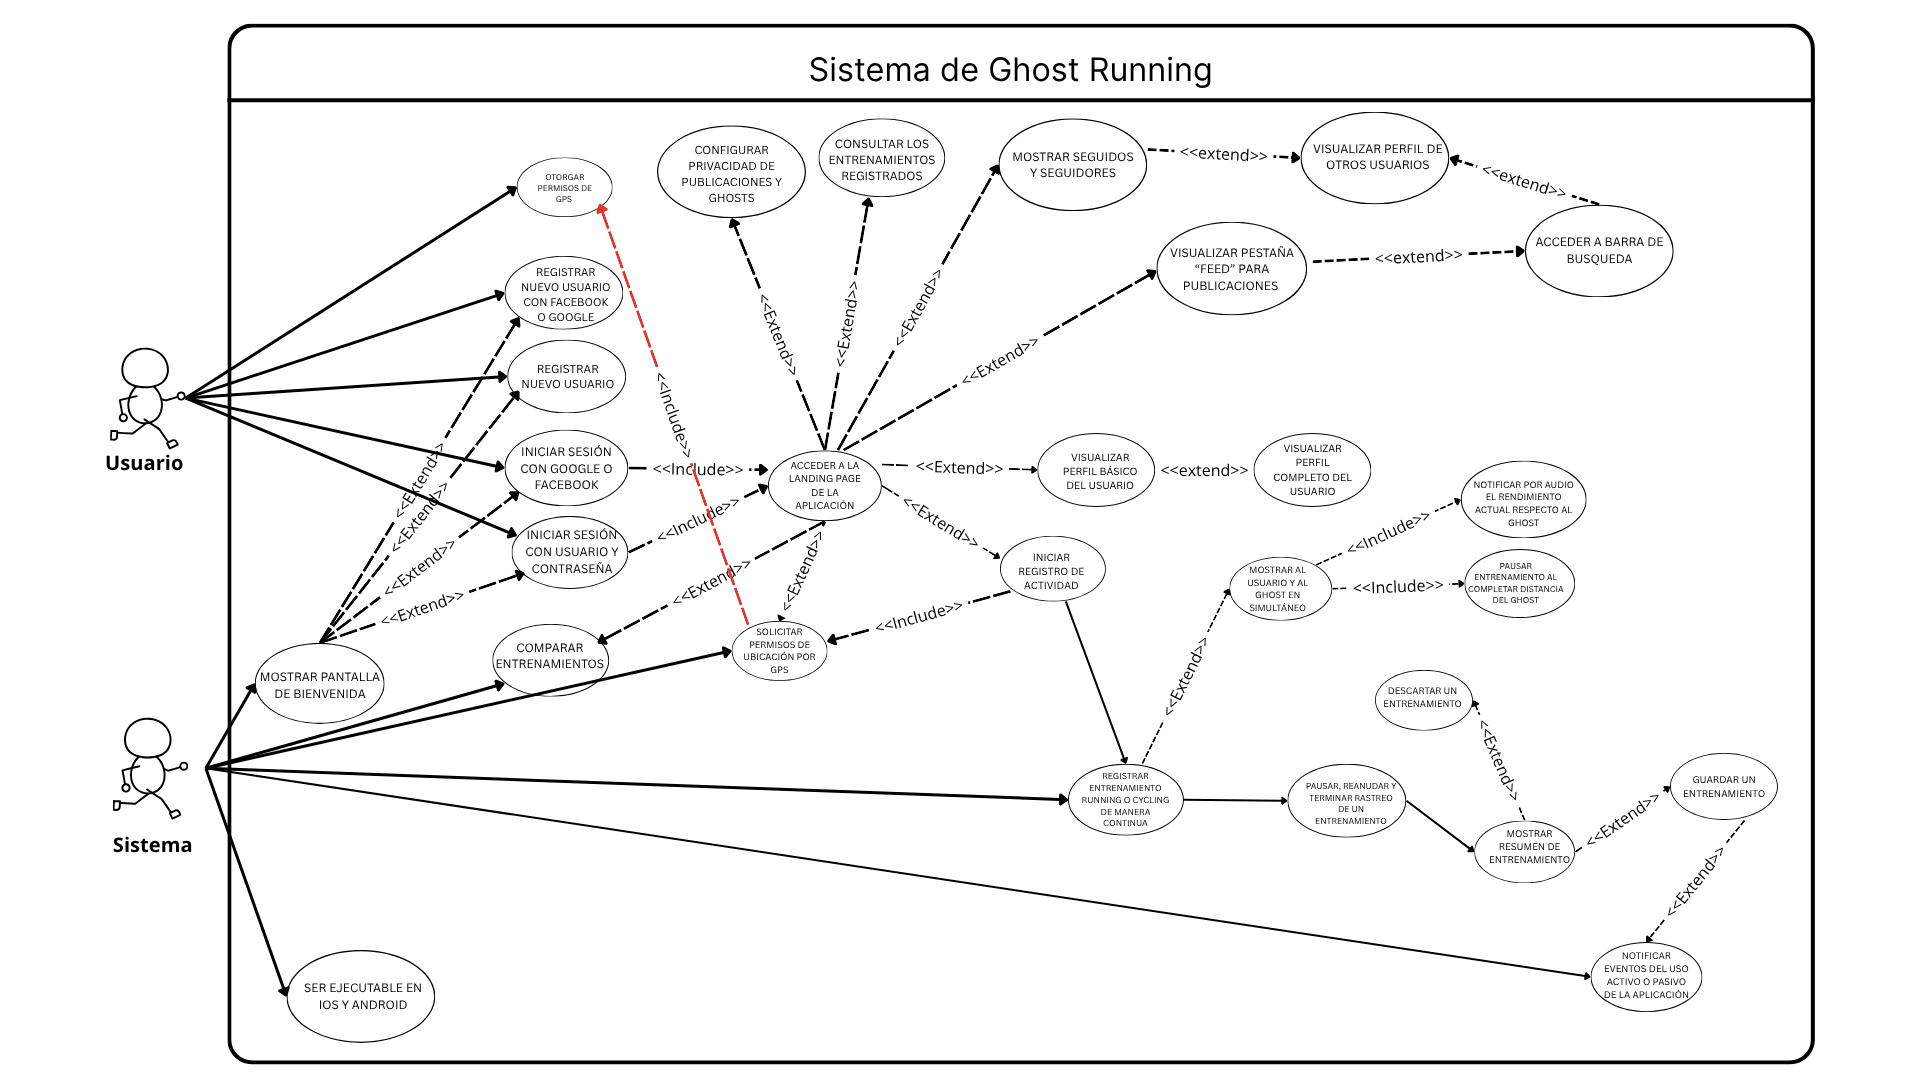 Sistema de Ghost Running
OTORGAR
PERMISOS DE
GPS
CONFIGURAR
PRIVACIDAD DE
PUBLICACIONES Y
GHOSTS
CONSULTAR LOS
ENTRENAMIENTOS
REGISTRADOS
MOSTRAR SEGUIDOS
Y SEGUIDORES
<<extend>>
VISUALIZAR PERFIL DE
OTROS USUARIOS
<<extend>>
REGISTRAR
NUEVO USUARIO
CON FACEBOOK
O GOOGLE
VISUALIZAR PESTAÑA
“FEED” PARA
PUBLICACIONES
<<extend>>
ACCEDER A BARRA DE
BUSQUEDA
<<Extend>>
<<Extend>>
<<Extend>>
<<Extend>>
REGISTRAR
NUEVO USUARIO
<<Include>>
Usuario
INICIAR SESIÓN
CON GOOGLE O
FACEBOOK
<<Include>>
ACCEDER A LA
LANDING PAGE
DE LA
APLICACIÓN
<<Extend>>
VISUALIZAR
PERFIL BÁSICO
DEL USUARIO
<<extend>>
VISUALIZAR
PERFIL
COMPLETO DEL
USUARIO
<<Extend>>
<<Extend>>
<<Extend>>
<<Extend>>
INICIAR SESIÓN
CON USUARIO Y
CONTRASEÑA
<<Include>>
<<Extend>>
<<Extend>>
<<Extend>>
INICIAR
REGISTRO DE
ACTIVIDAD
<<Include>>
NOTIFICAR POR AUDIO
EL RENDIMIENTO
ACTUAL RESPECTO AL
GHOST
<<Include>>
MOSTRAR AL
USUARIO Y AL
GHOST EN
SIMULTÁNEO
<<Include>>
PAUSAR
ENTRENAMIENTO AL
COMPLETAR DISTANCIA
DEL GHOST
MOSTRAR PANTALLA
DE BIENVENIDA
COMPARAR
ENTRENAMIENTOS
SOLICITAR
PERMISOS DE
UBICACIÓN POR
GPS
<<Extend>>
DESCARTAR UN
ENTRENAMIENTO
<<Extend>>
Sistema
REGISTRAR
ENTRENAMIENTO
RUNNING O CYCLING
DE MANERA
CONTINUA
PAUSAR, REANUDAR Y
TERMINAR RASTREO
DE UN
ENTRENAMIENTO
MOSTRAR
RESUMEN DE
ENTRENAMIENTO
<<Extend>>
GUARDAR UN
ENTRENAMIENTO
<<Extend>>
SER EJECUTABLE EN
IOS Y ANDROID
NOTIFICAR
EVENTOS DEL USO
ACTIVO O PASIVO
DE LA APLICACIÓN